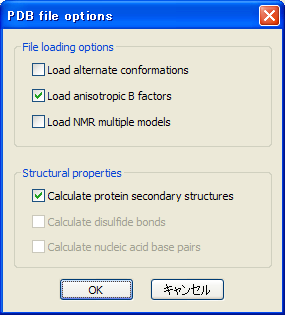 PDB file options
File loading options
Load alternate conformations
Load anisotropic B factors
Load NMR multiple models
Structural properties
Calculate protein secondary structures
Calculate disulfide bonds
Calculate nucleic acid base pairs
OK キャンセル